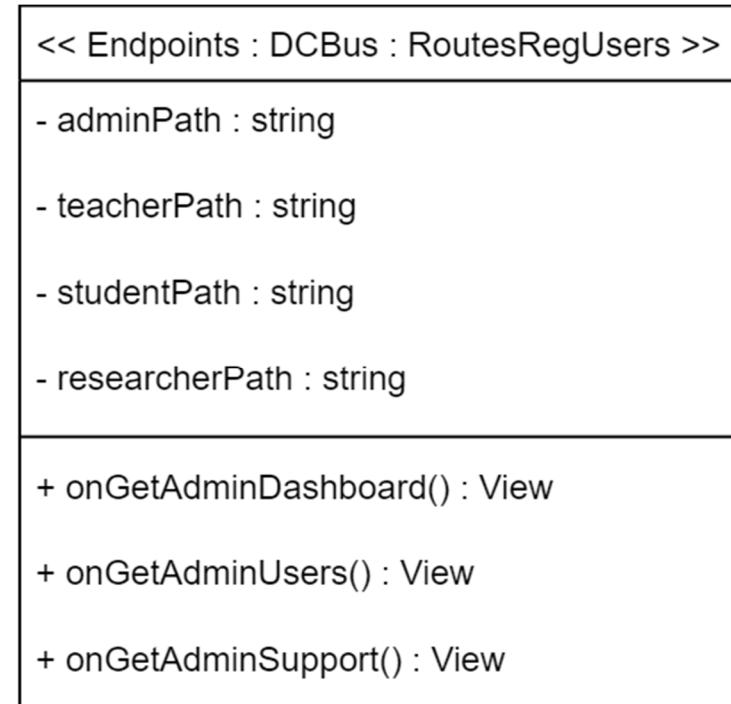 << Endpoints : DCBus : RoutesRegUsers >>
- adminPath : string
- teacherPath : string
- studentPath : string
- researcherPath : string
+ onGetAdminDashboard() : View
+ onGetAdminUsers() : View
+ onGetAdminSupport() : View